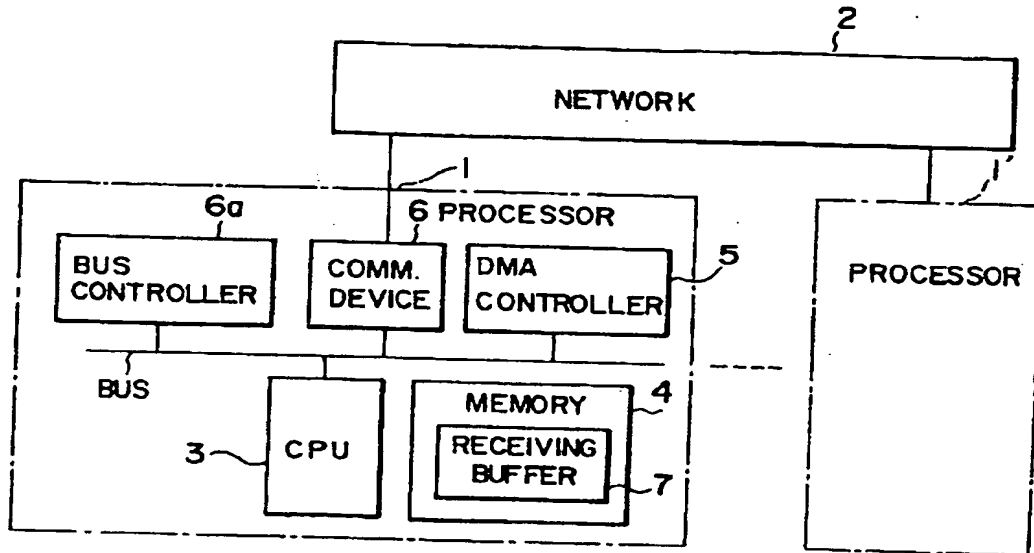 2
NETWORK
1
1'
6a
6 PROCESSOR
BUS
CONTROLLER
COMM.
DEVICE
DMA
CONTROLLER
5
PROCESSOR
BUS
3
CPU
MEMORY
4
RECEIVING
BUFFER
7